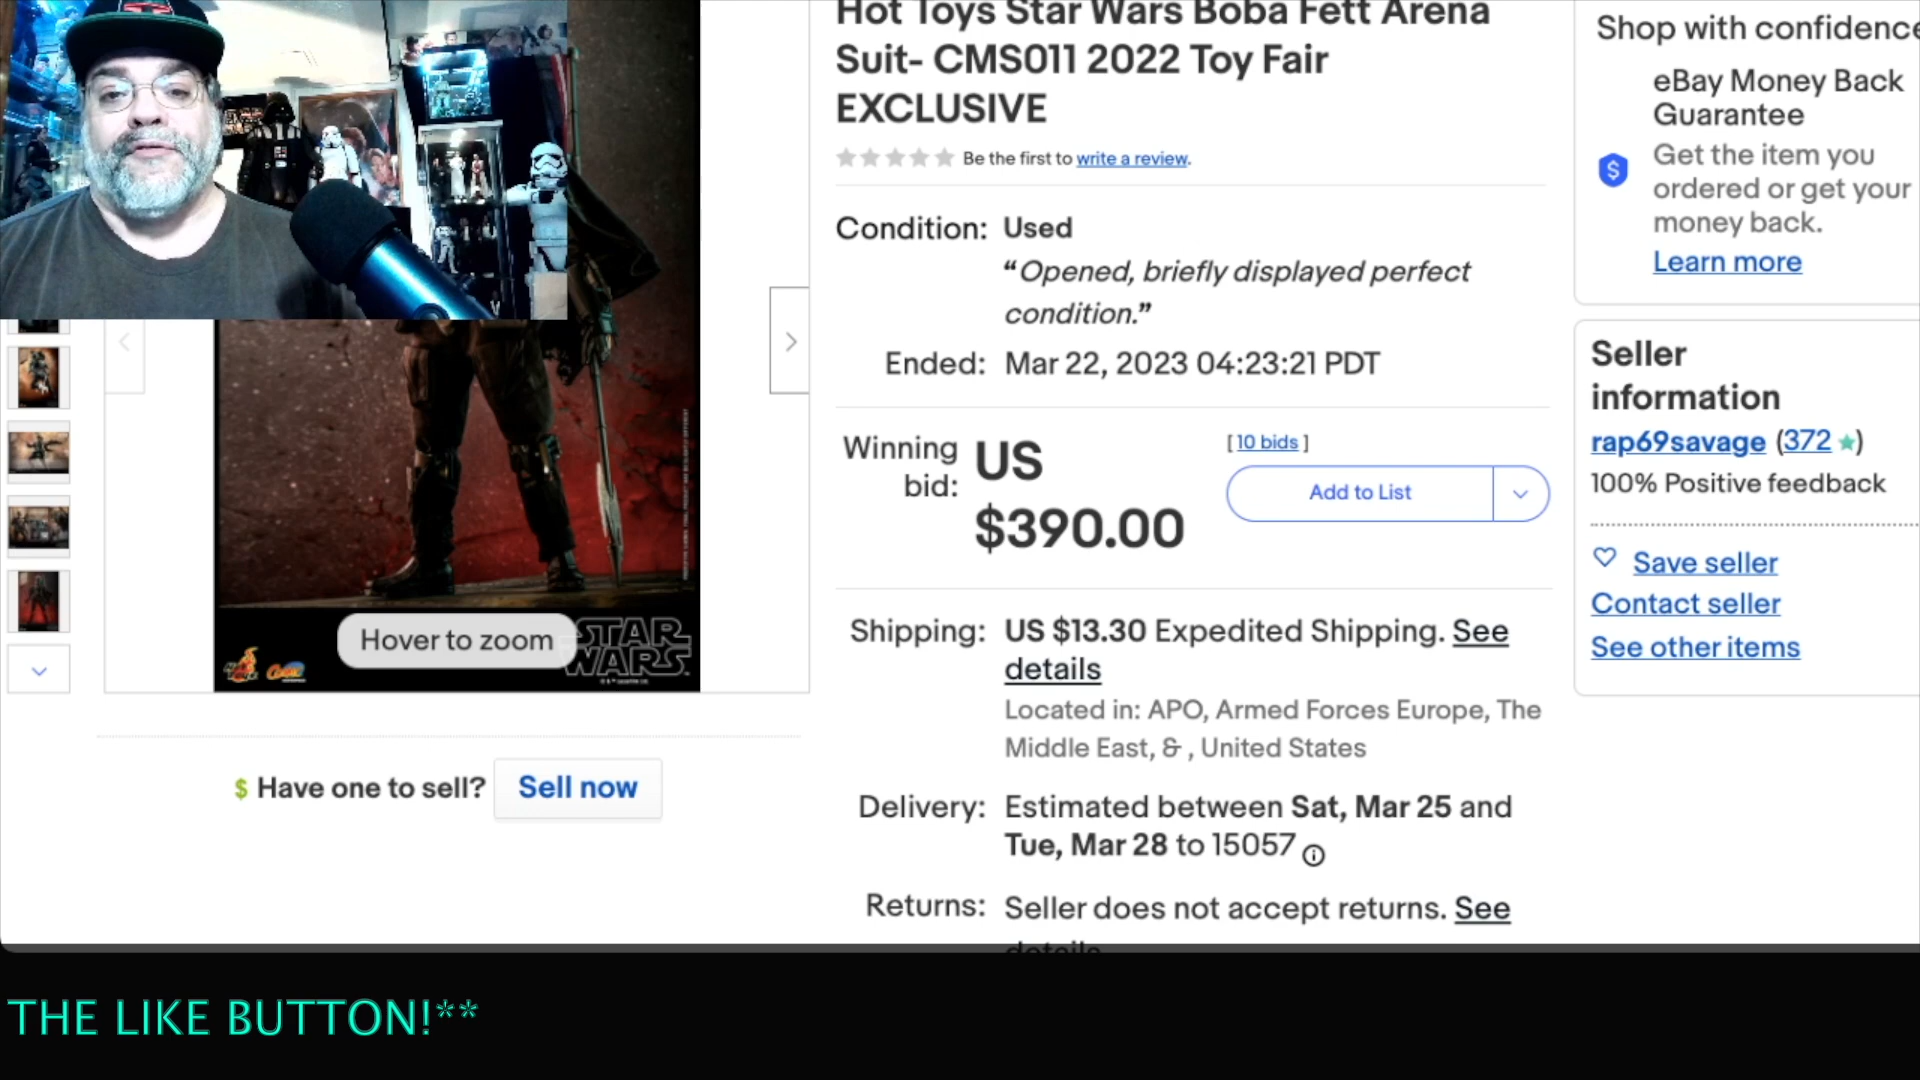 Hot Toys Star Wars Boba Fett Arena
Suit- CMS011 2022 Toy Fair
EXCLUSIVE
Be the first to write a review.
Condition: Used
“Opened, briefly displayed perfect
condition.”
Ended: Mar 22, 2023 04:23:21 PDT
Winning
bid:
US
$390.00
[ 10 bids ]
Add to List
Shipping: US $13.30 Expedited Shipping. See
details
Located in: APO, Armed Forces Europe, The
Middle East, & , United States
Delivery: Estimated between Sat, Mar 25 and
Tue, Mar 28 to 15057
Returns: Seller does not accept returns. See
details
Shop with confidence
eBay Money Back
Guarantee
$
Get the item you
ordered or get your
money back.
Learn more
Seller
information
rap69savage (372)
100% Positive feedback
Save seller
Contact seller
See other items
Hover to zoom
STAR
WARS
$ Have one to sell? Sell now
THE LIKE BUTTON!**